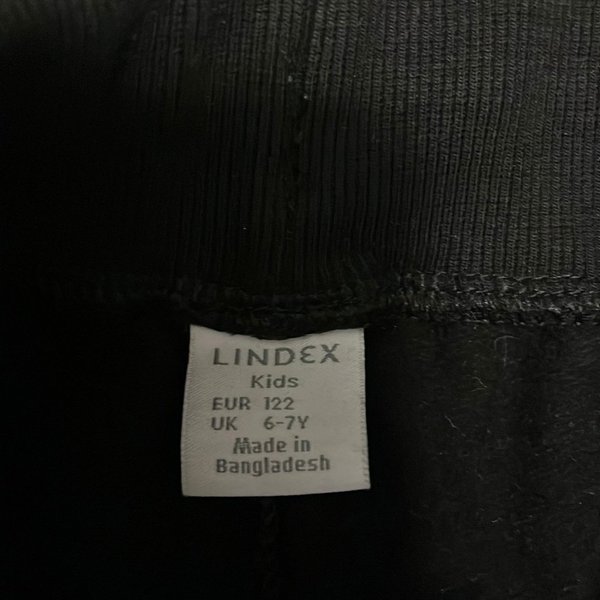 LINDEX
Kids
EUR 122
UK 6-7Y
Made in
Bangladesh